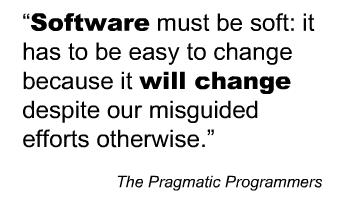 “Software must be soft: it
has to be easy to change
because it will change
despite our misguided
efforts otherwise.”
The Pragmatic Programmers